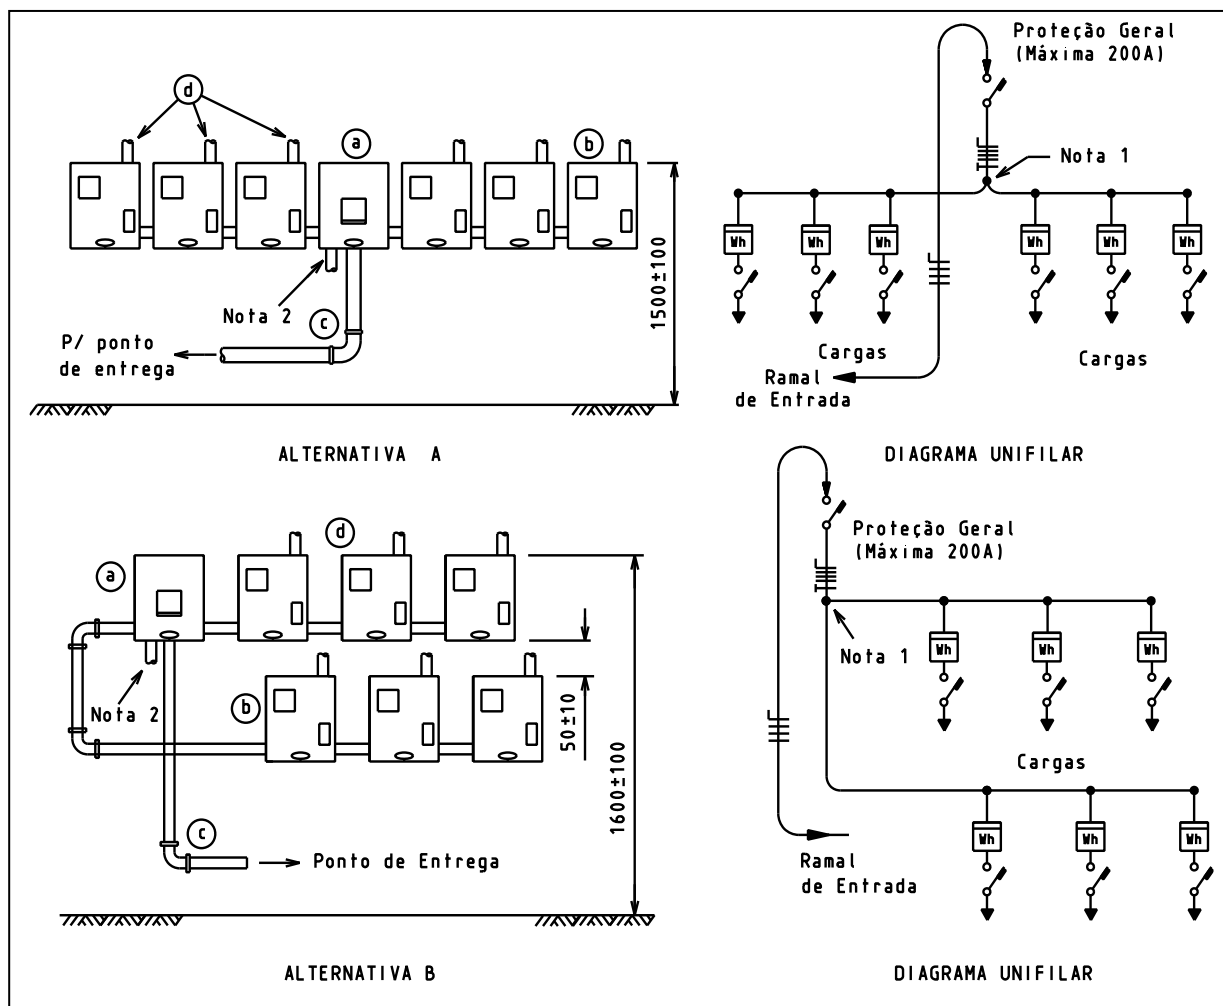 Proteção Geral
(Máxima 200A)
d
a
b
Nota 1
Wh
Wh
Wh
Wh
Wh
Wh
1500±100
Nota 2
c
P/ ponto
de entrega
Cargas
Cargas
Ramal
de Entrada
ALTERNATIVA A
DIAGRAMA UNIFILAR
d
Proteção Geral
(Máxima 200A)
a
Nota 1
Wh
Wh
Wh
b
Nota 2
50±10
1600±100
Cargas
c
Ponto de Entrega
Wh
Wh
Wh
Ramal
de Entrada
ALTERNATIVA B
DIAGRAMA UNIFILAR